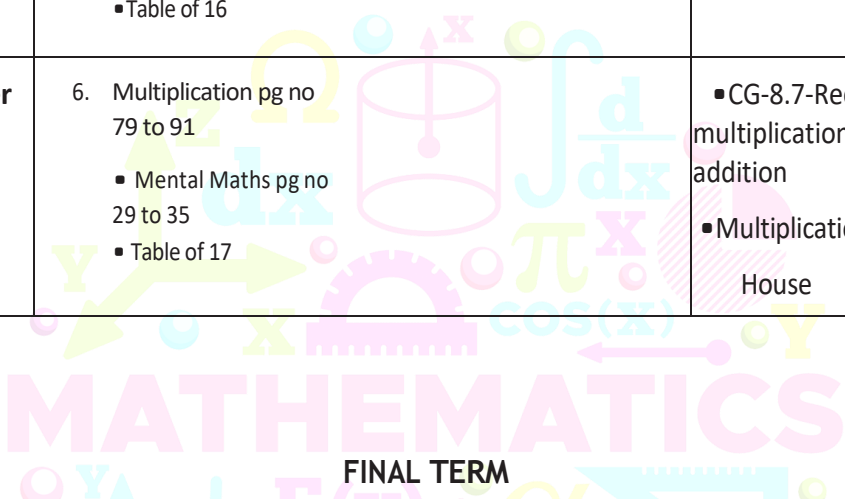 ▪Table of 16
r
6. Multiplication pg no
79 to 91
▪ Mental Maths pg no
29 to 35
▪ Table of 17
▪CG-8.7-Re
multiplication
addition
▪Multiplicati
House
MATHEMATICS
FINAL TERM